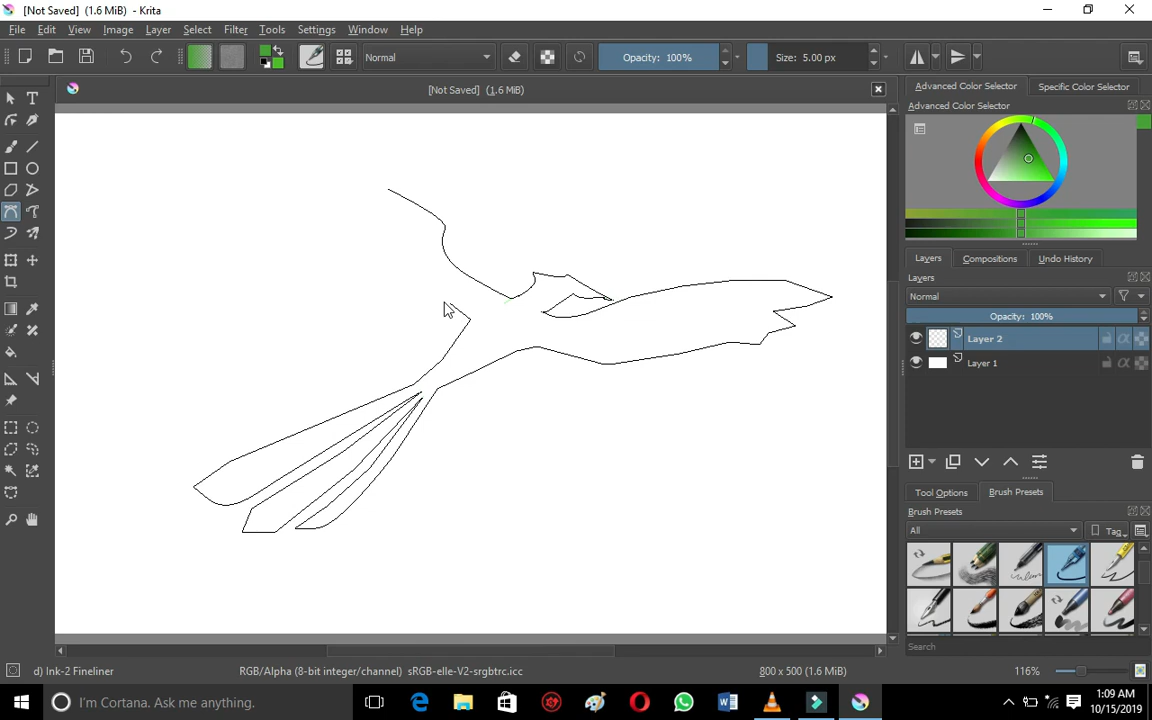 [Not Saved] (1.6 MiB) - Krita
File Edit View Image Layer Select Filter Tools Settings Window Help
Normal Opacity: 100% Size: 5.00 px
[Not Saved] (1.6 MiB)
Advanced Color Selector Specific Color Selector
Advanced Color Selector
Layers Compositions Undo History
Layers
Normal
Opacity: 100%
Layer 2
Layer 1
Tool Options Brush Presets
Brush Presets
All Tag
Search
d) Ink-2 Fineliner RGB/Alpha (8-bit integer/channel) sRGB-elle-V2-srgbtrc.icc 800 x 500 (1.6 MiB) 116%
I'm Cortana. Ask me anything.
1:09 AM
10/15/2019